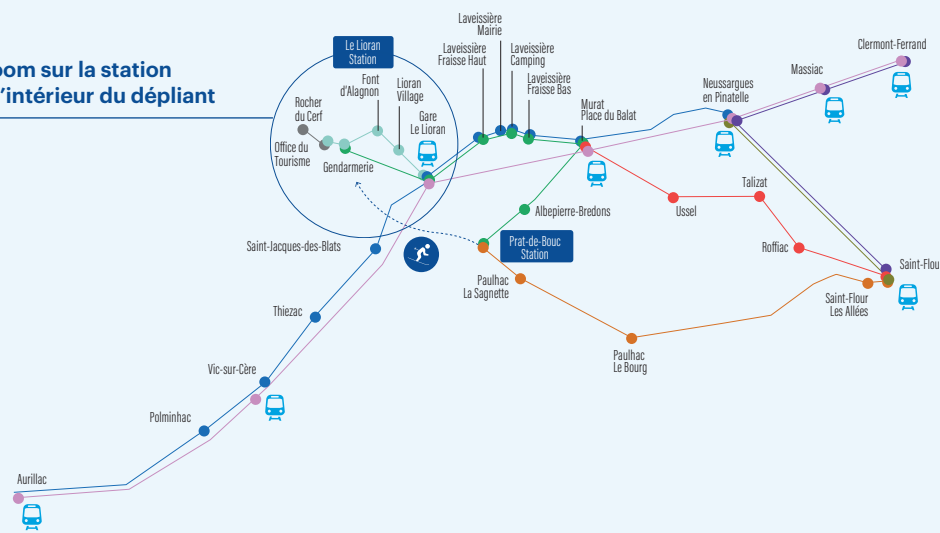 oom sur la station
l’intérieur du dépliant
Le Lioran
Station
Rocher
du Cerf
Font
d'Alagnon
Lioran
Village
Gare
Le Lioran
Office du
Tourisme
Gendarmerie
Laveissière
Fraisse Haut
Laveissière
Mairie
Laveissière
Camping
Laveissière
Fraisse Bas
Murat
Place du Balat
Neussargues
en Pinatelle
Massiac
Clermont-Ferrand
Albepierre-Bredons
Ussel
Talizat
Roffiac
Saint-Flou
Saint-Flour
Les Allées
Prat-de-Bouc
Station
Paulhac
La Sagnette
Paulhac
Le Bourg
Saint-Jacques-des-Blats
Thiezac
Vic-sur-Cère
Polminhac
Aurillac